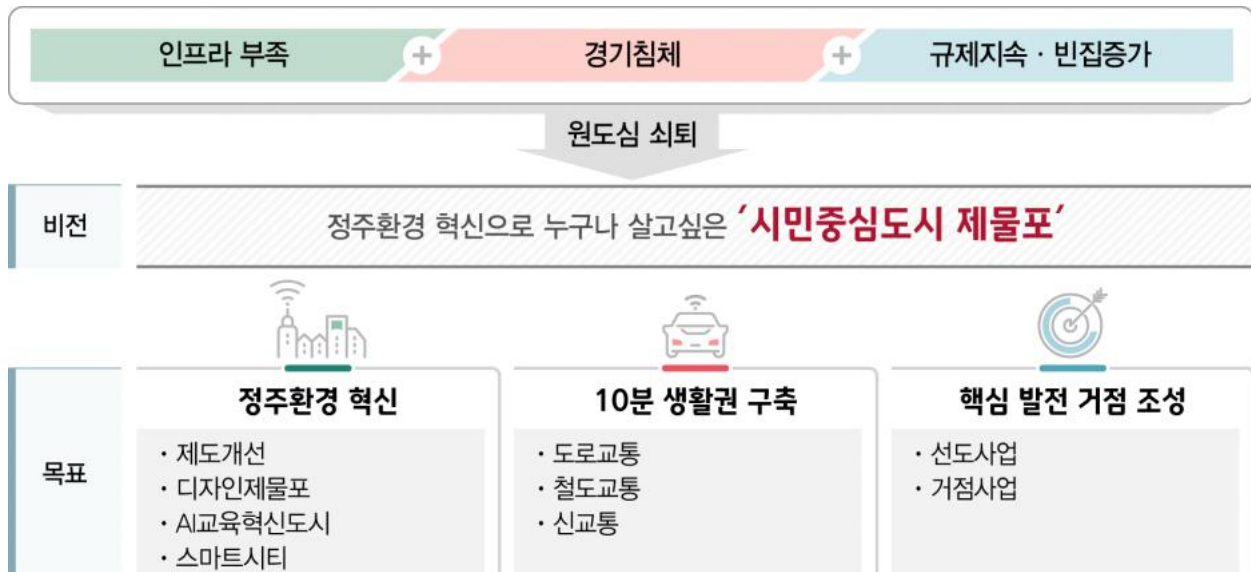 인프라 부족 + 경기침체 + 규제지속 · 빈집증가
원도심 쇠퇴
비전
정주환경 혁신으로 누구나 살고싶은 ′시민중심도시 제물포′
목표
정주환경 혁신
· 제도개선
· 디자인제물포
· AI교육혁신도시
· 스마트시티
10분 생활권 구축
· 도로교통
· 철도교통
· 신교통
핵심 발전 거점 조성
· 선도사업
· 거점사업